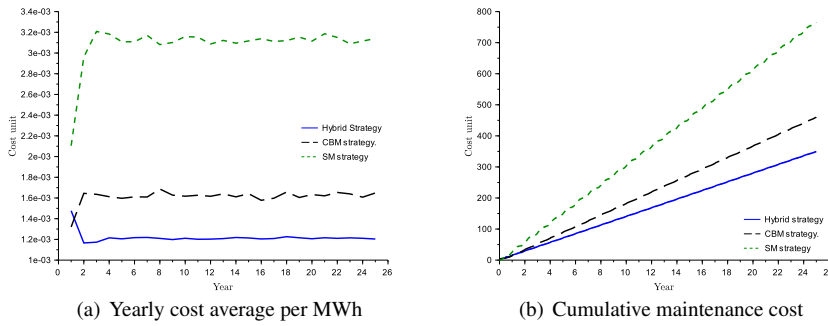 3.4e-03
3.2e-03
3e-03
2.8e-03
2.6e-03
2.4e-03
2.2e-03
2e-03
1.8e-03
1.6e-03
1.4e-03
1.2e-03
1e-03
Cost unit
Hybrid Strategy
CBM strategy.
SM strategy
0 2 4 6 8 10 12 14 16 18 20 22 24 26
Year
(a) Yearly cost average per MWh
800
700
600
500
400
300
200
100
0
Cost unit
Hybrid strategy
CBM strategy.
SM strategy
0 2 4 6 8 10 12 14 16 18 20 22 24 26
Year
(b) Cumulative maintenance cost